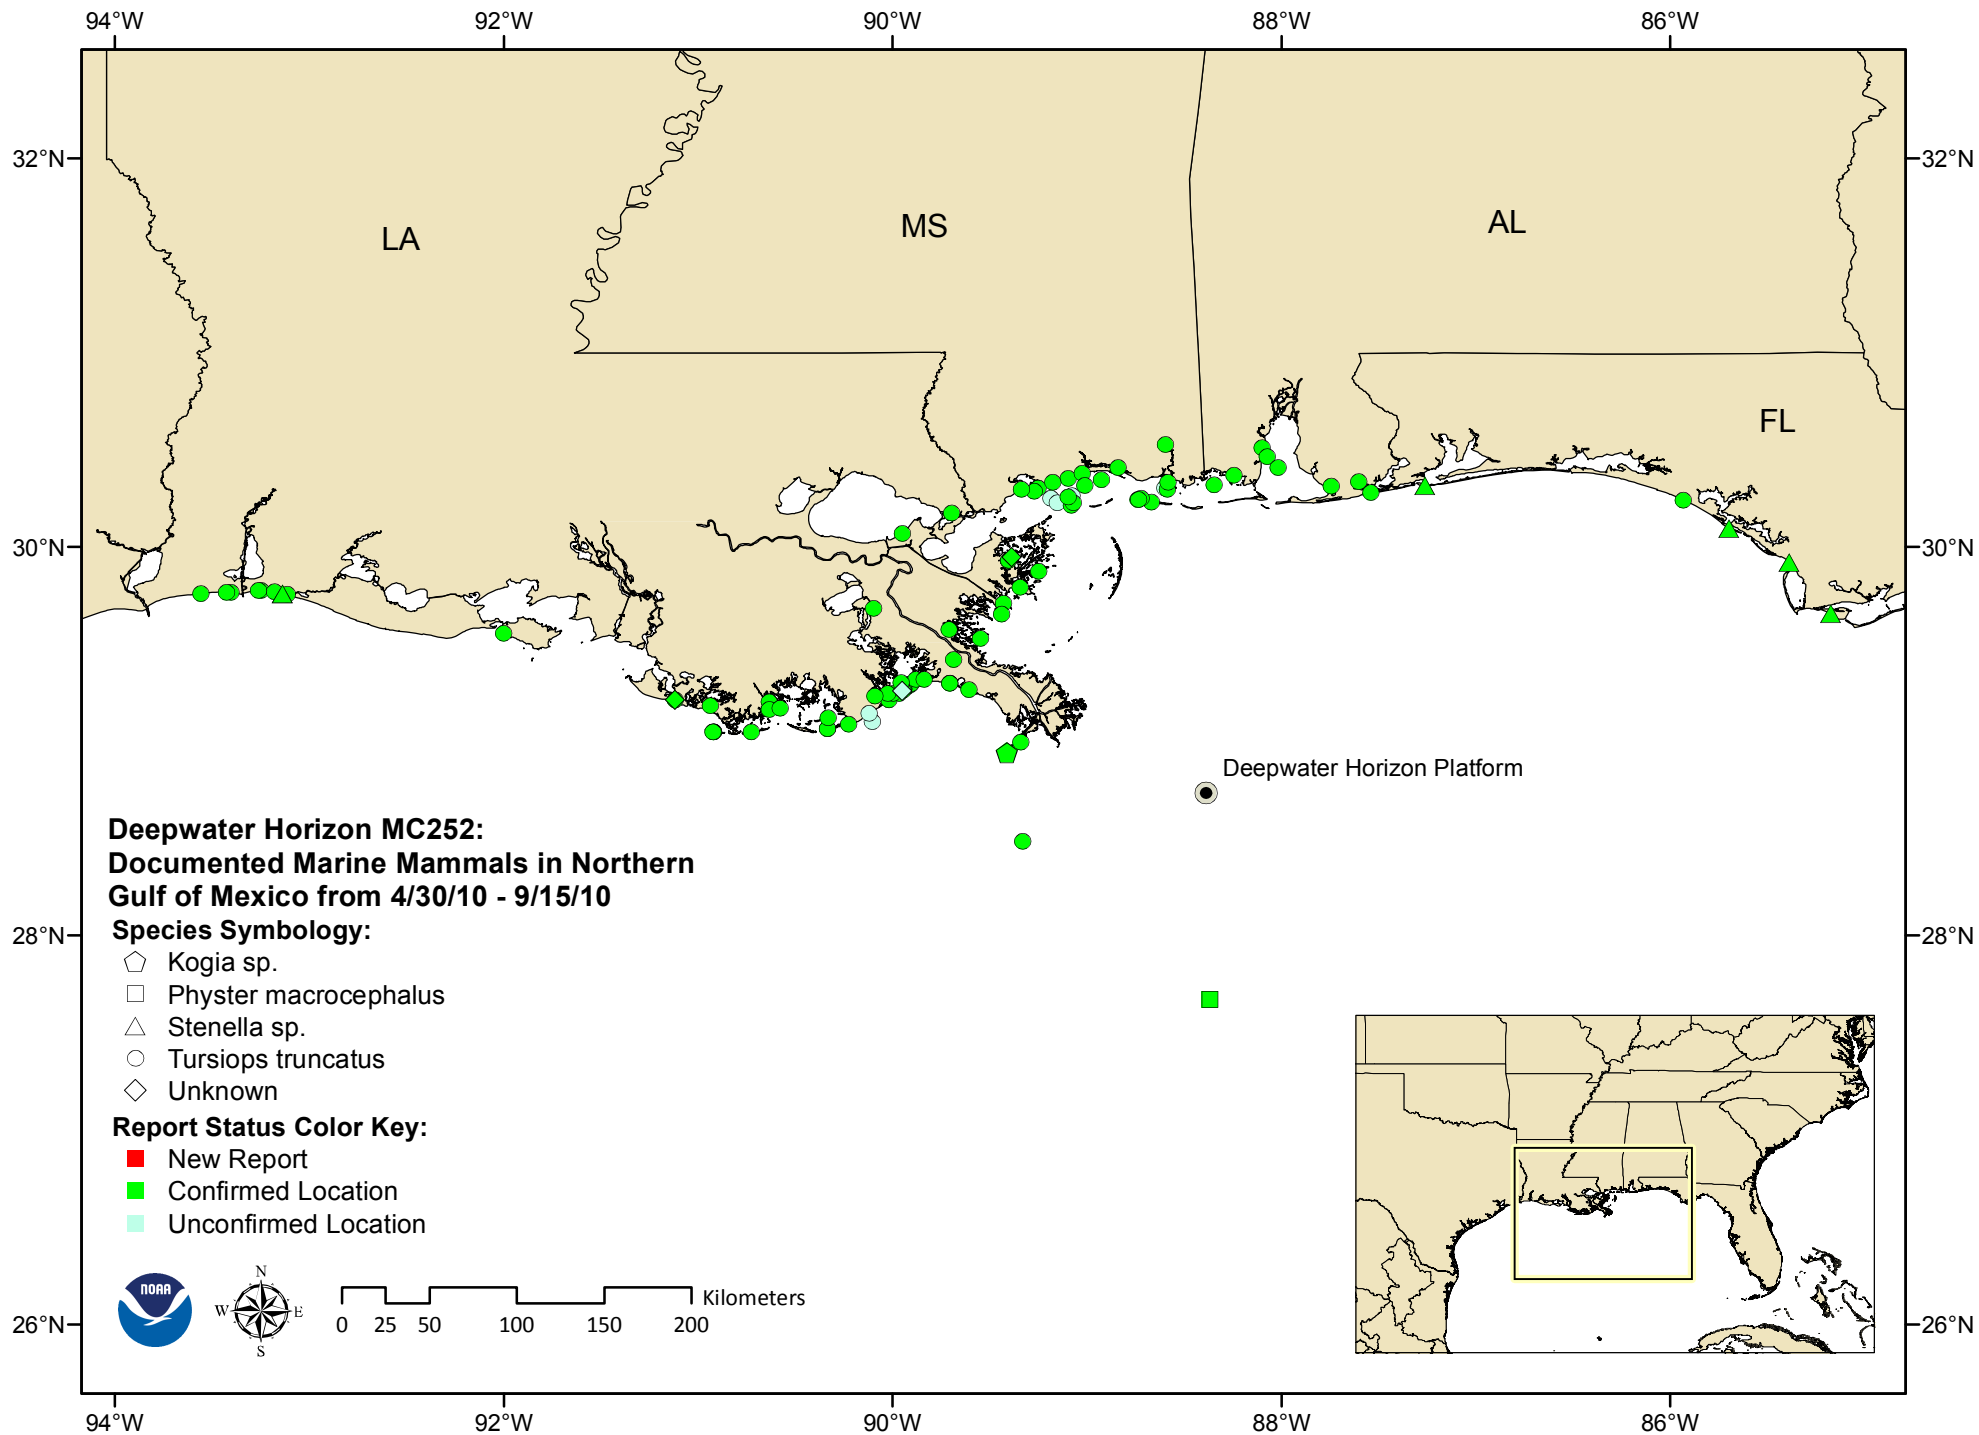 94°W 92°W 90°W 88°W 86°W
32°N 32°N
LA MS AL
FL
30°N 30°N
Deepwater Horizon Platform
Deepwater Horizon MC252:
Documented Marine Mammals in Northern
Gulf of Mexico from 4/30/10 - 9/15/10
28°N 28°N
Species Symbology:
Kogia sp.
Physter macrocephalus
Stenella sp.
Tursiops truncatus
Unknown
Report Status Color Key:
New Report
Confirmed Location
Unconfirmed Location
NOAA
N
W E
S
Kilometers
0 25 50 100 150 200
26°N 26°N
94°W 92°W 90°W 88°W 86°W